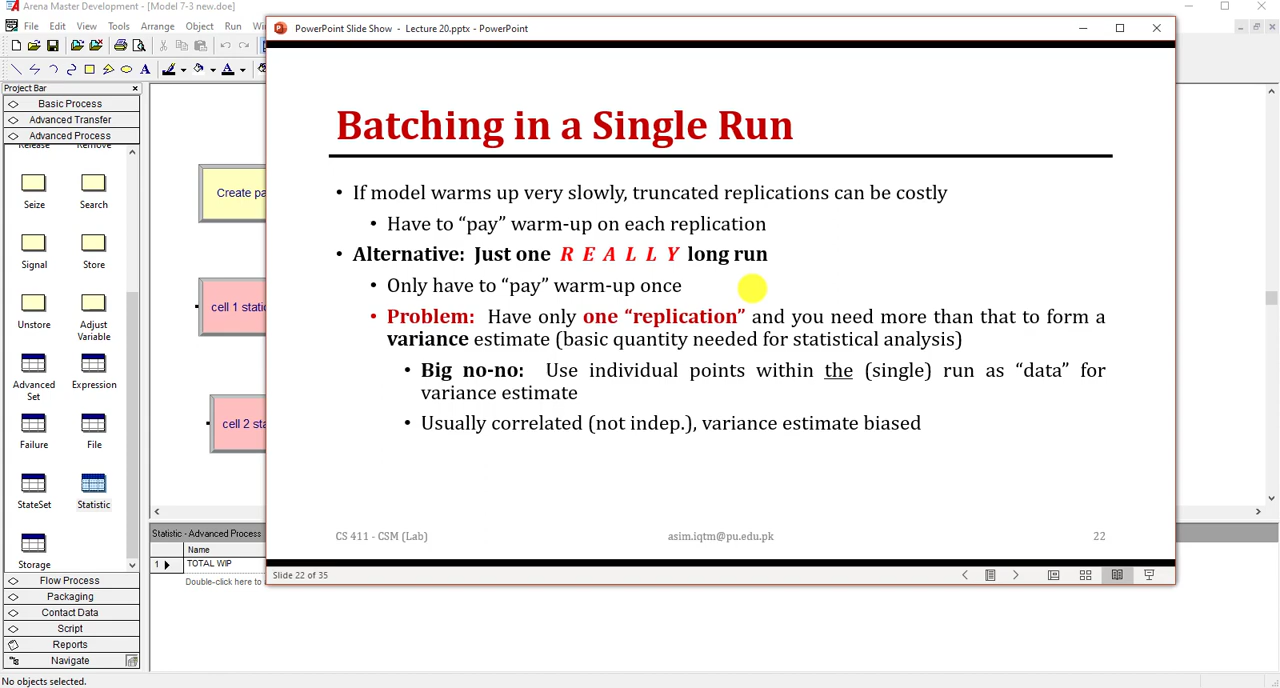 Arena Master Development - [Model 7-3 new.doe]
File Edit View Tools Arrange Object Run
PowerPoint Slide Show - Lecture 20.pptx - PowerPoint
Project Bar
Basic Process
Advanced Transfer
Advanced Process
Release Remove
Seize Search
Signal Store
Unstore Adjust Variable
Advanced Set Expression
Failure File
StateSet Statistic
Storage
Flow Process
Packaging
Contact Data
Script
Reports
Navigate
No objects selected.
Create pa
cell 1 static
cell 2 sta
Statistic - Advanced Process
Name
1 TOTAL WIP
Double-click here to
Batching in a Single Run
• If model warms up very slowly, truncated replications can be costly
• Have to “pay” warm-up on each replication
• Alternative: Just one R E A L L Y long run
• Only have to “pay” warm-up once
• Problem: Have only one “replication” and you need more than that to form a
variance estimate (basic quantity needed for statistical analysis)
• Big no-no: Use individual points within the (single) run as “data” for
variance estimate
• Usually correlated (not indep.), variance estimate biased
CS 411 - CSM (Lab) asim.iqtm@pu.edu.pk 22
Slide 22 of 35